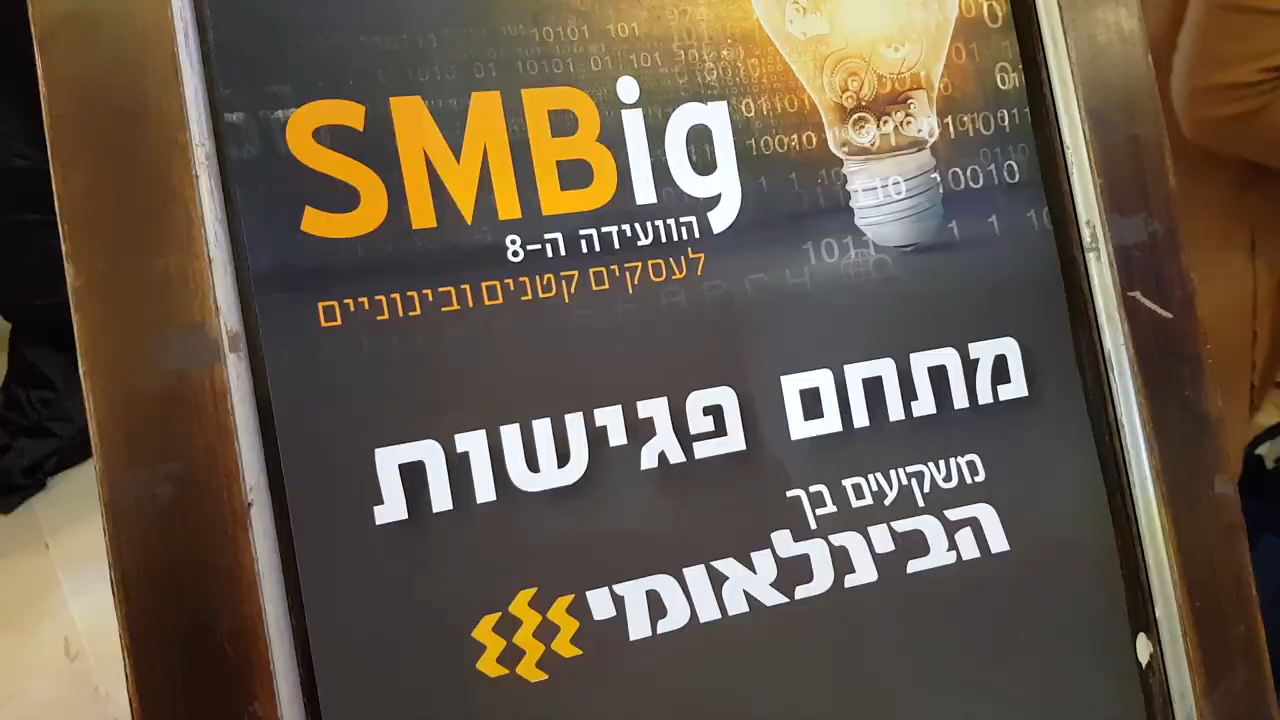 SMBig
הוועידה ה-8
לעסקים קטנים ובינוניים
מתחם פגישות
משקיעים בך
הבינלאומי